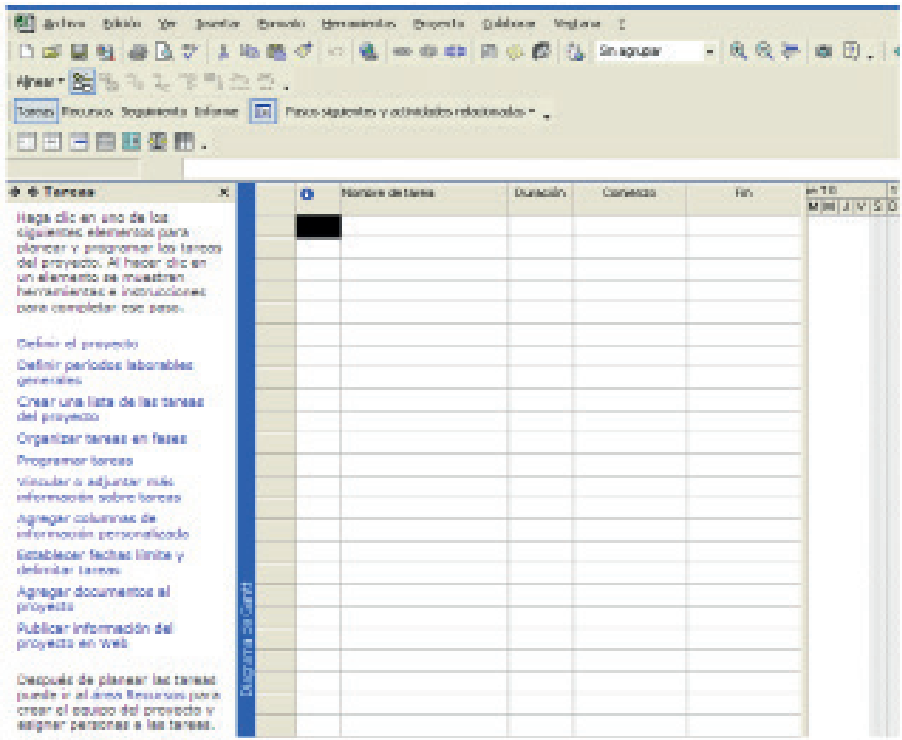 Archivo Edición Ver Insertar Formato Herramientas Proyecto Colaborar Ventana ?
Sin agrupar
Alinear
Tareas Recursos Seguimiento Informe Pasos siguientes y actividades relacionadas
Tareas
Haga clic en uno de los
siguientes elementos para
planear y programar las tareas
del proyecto. Al hacer clic en
un elemento se muestran
herramientas e instrucciones
para completar ese paso.
Definir el proyecto
Definir períodos laborables
generales
Crear una lista de las tareas
del proyecto
Organizar tareas en fases
Programar tareas
Vincular o adjuntar más
información sobre tareas
Agregar columnas de
información personalizada
Establecer fechas límite y
delimitar tareas
Agregar documentos al
proyecto
Publicar información del
proyecto en Web
Después de planear las tareas
puede ir al área Recursos para
crear el equipo del proyecto y
asignar personas a las tareas.
Diagrama de Gantt
Nombre de tarea Duración Comienzo Fin
M J V S D